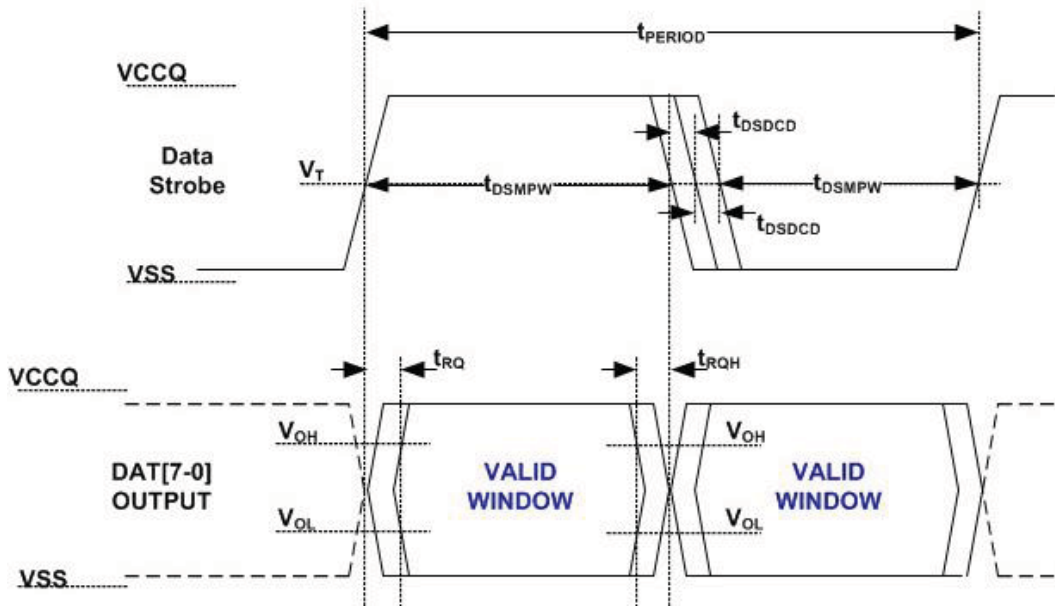 tPERIOD
VCCQ
tDSDCD
Data
Strobe
VT
tDSMPW
tDSMPW
tDSDCD
VSS
tRQ
tRQH
VCCQ
VOH
VOH
DAT[7-0]
OUTPUT
VALID
WINDOW
VALID
WINDOW
VOL
VOL
VSS